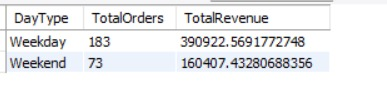 DayType TotalOrders TotalRevenue
Weekday 183 390922.5691772748
Weekend 73 160407.43280688356